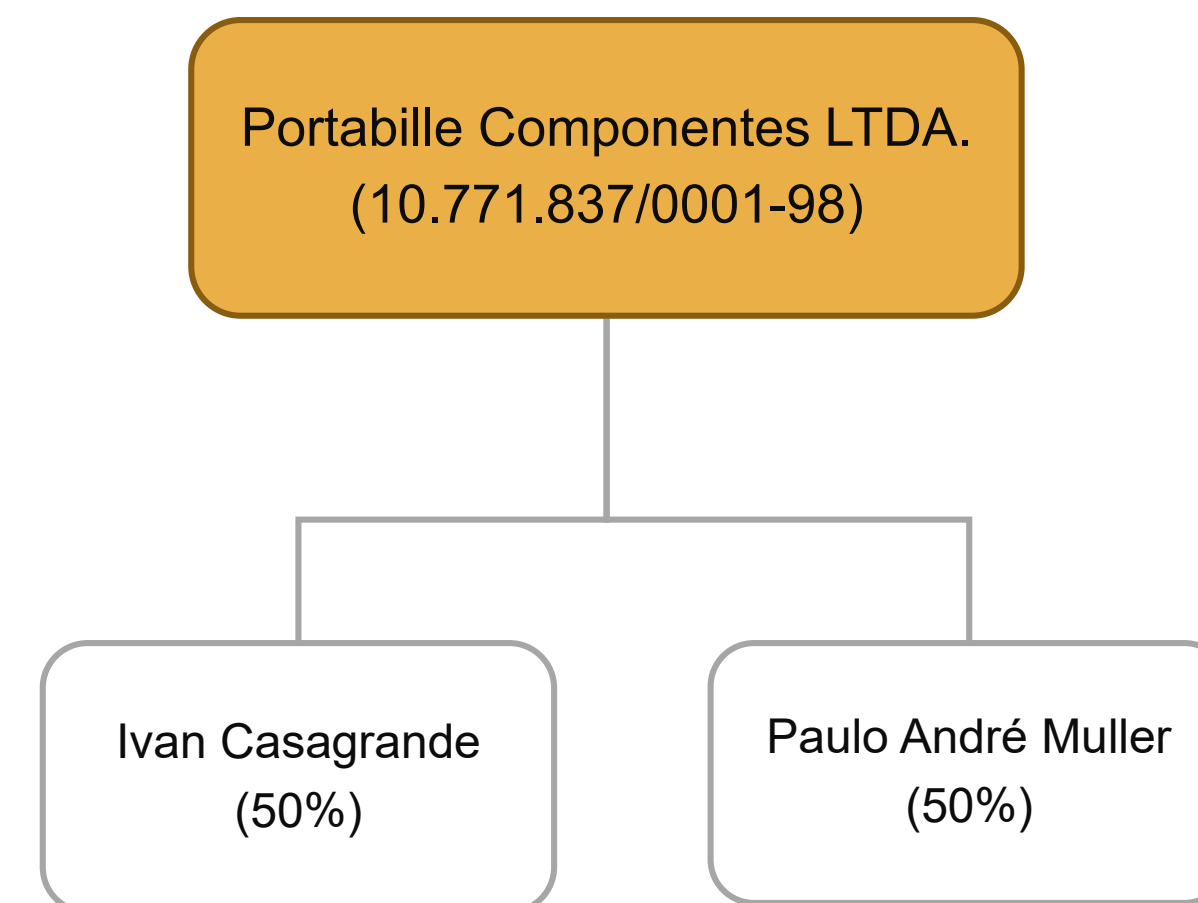 Portabille Componentes LTDA.
(10.771.837/0001-98)
Ivan Casagrande
(50%)
Paulo André Muller
(50%)